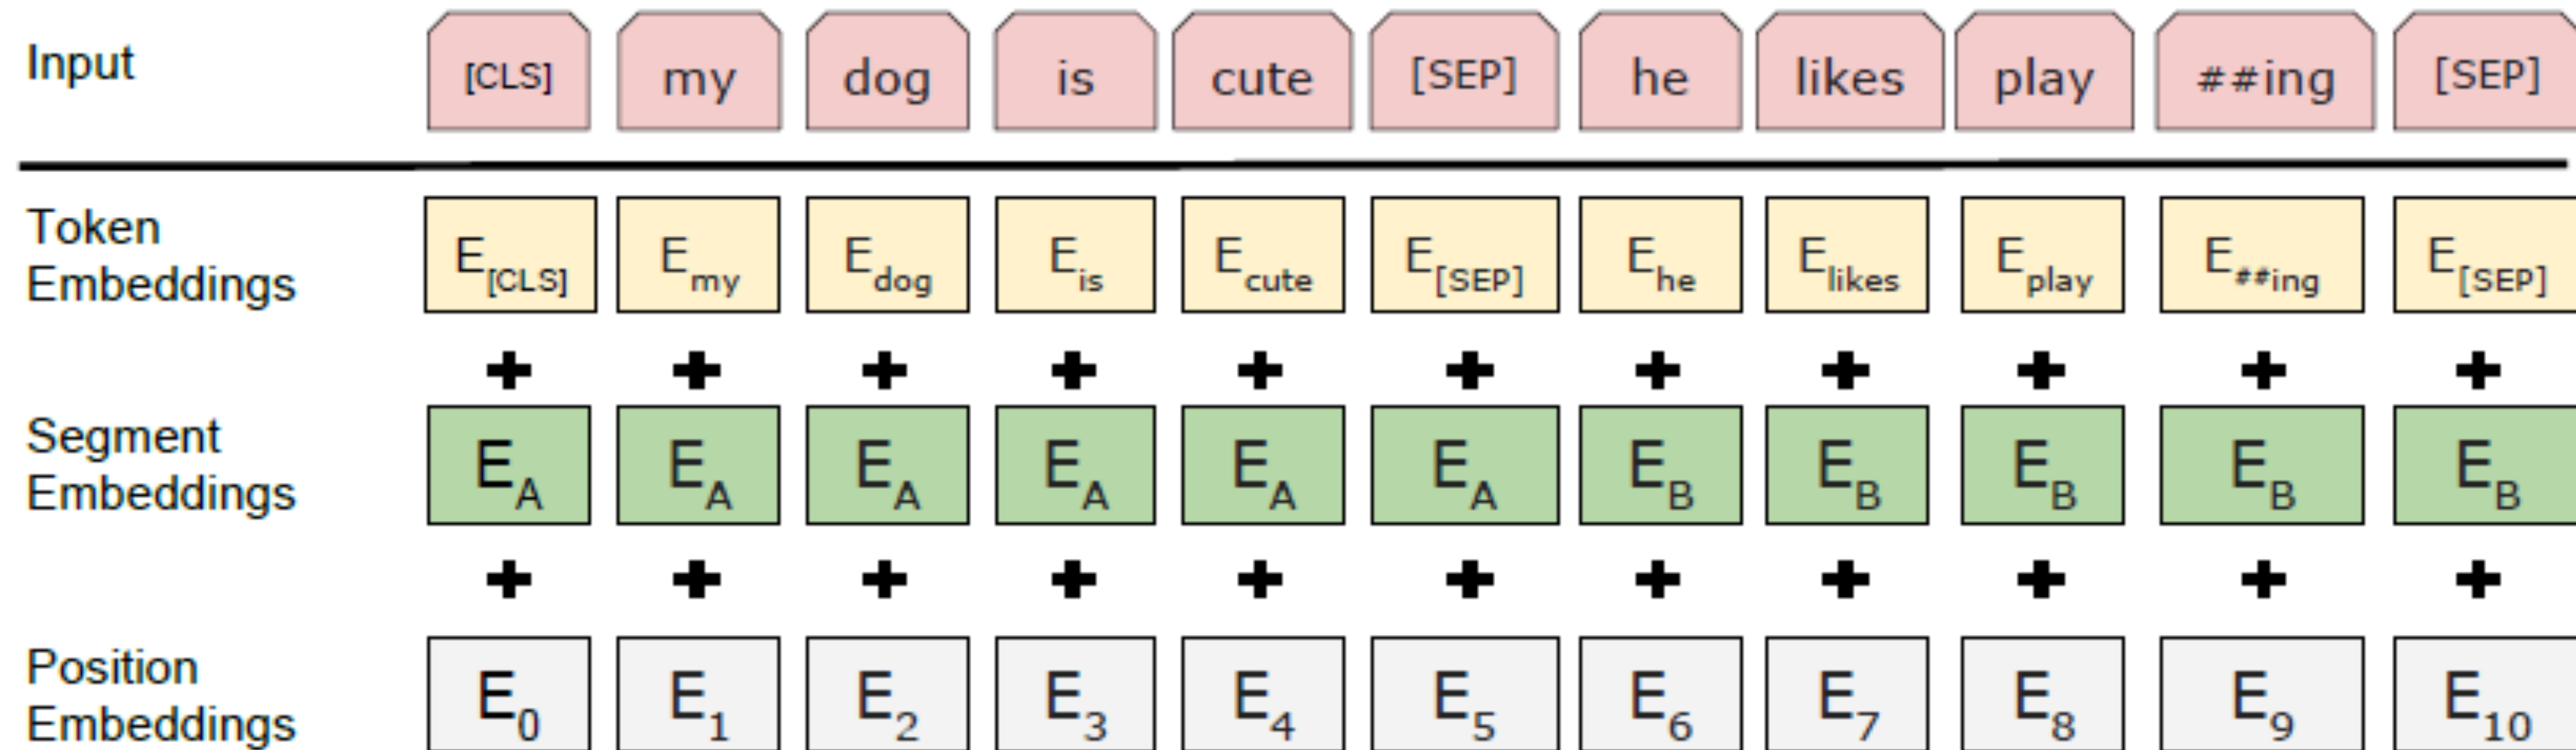 Input [CLS] my dog is cute [SEP] he likes play ##ing [SEP]
Token Embeddings E[CLS] Emy Edog Eis Ecute E[SEP] Ehe Elikes Eplay E##ing E[SEP]
+ + + + + + + + + + +
Segment Embeddings EA EA EA EA EA EA EB EB EB EB EB
+ + + + + + + + + + +
Position Embeddings E0 E1 E2 E3 E4 E5 E6 E7 E8 E9 E10